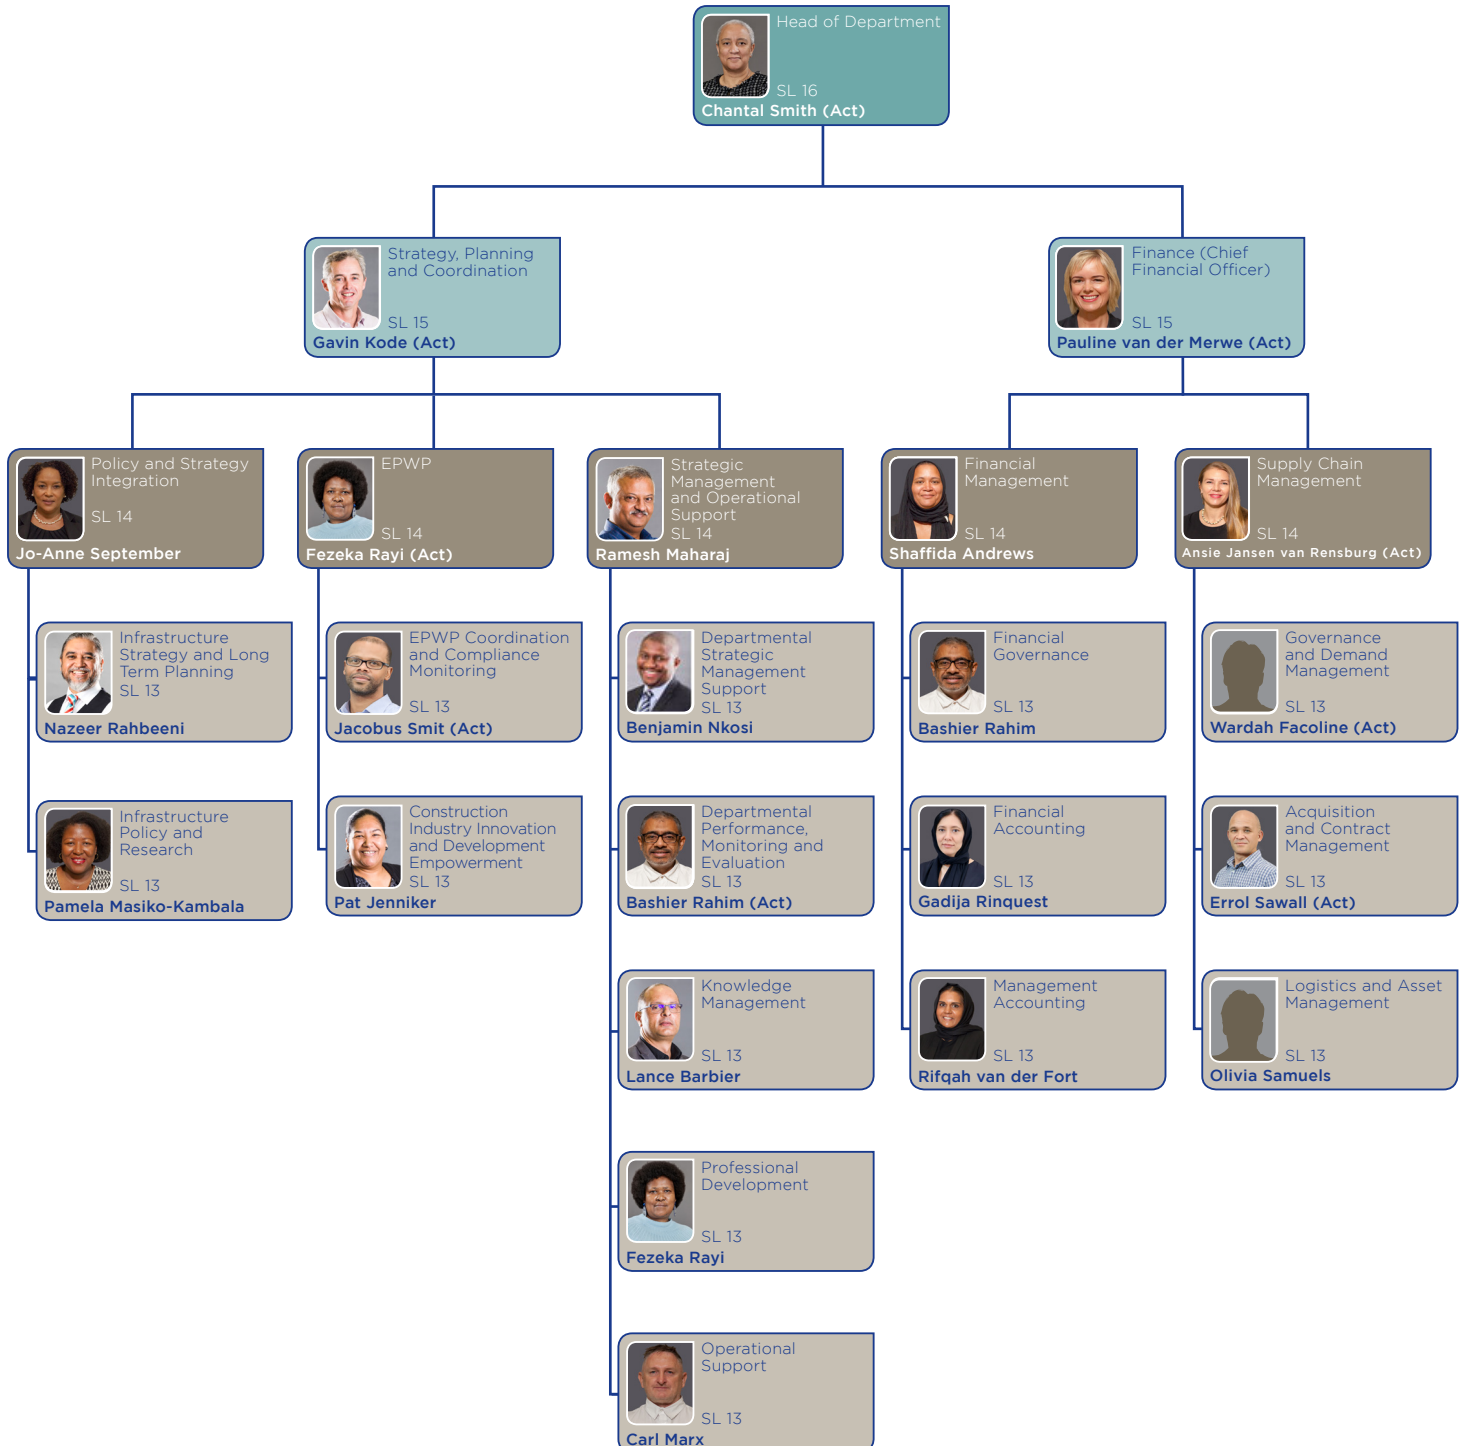 Head of Department
SL 16
Chantal Smith (Act)
Strategy, Planning
and Coordination
SL 15
Gavin Kode (Act)
Finance (Chief
Financial Officer)
SL 15
Pauline van der Merwe (Act)
Policy and Strategy
Integration
SL 14
Jo-Anne September
EPWP
SL 14
Fezeka Rayi (Act)
Strategic
Management
and Operational
Support
SL 14
Ramesh Maharaj
Financial
Management
SL 14
Shaffida Andrews
Supply Chain
Management
SL 14
Ansie Jansen van Rensburg (Act)
Infrastructure
Strategy and Long
Term Planning
SL 13
Nazeer Rahbeeni
EPWP Coordination
and Compliance
Monitoring
SL 13
Jacobus Smit (Act)
Departmental
Strategic
Management
Support
SL 13
Benjamin Nkosi
Financial
Governance
SL 13
Bashier Rahim
Governance
and Demand
Management
SL 13
Wardah Facoline (Act)
Infrastructure
Policy and
Research
SL 13
Pamela Masiko-Kambala
Construction
Industry Innovation
and Development
Empowerment
SL 13
Pat Jenniker
Departmental
Performance,
Monitoring and
Evaluation
SL 13
Bashier Rahim (Act)
Financial
Accounting
SL 13
Gadija Rinquest
Acquisition
and Contract
Management
SL 13
Errol Sawall (Act)
Knowledge
Management
SL 13
Lance Barbier
Management
Accounting
SL 13
Rifqah van der Fort
Logistics and Asset
Management
SL 13
Olivia Samuels
Professional
Development
SL 13
Fezeka Rayi
Operational
Support
SL 13
Carl Marx